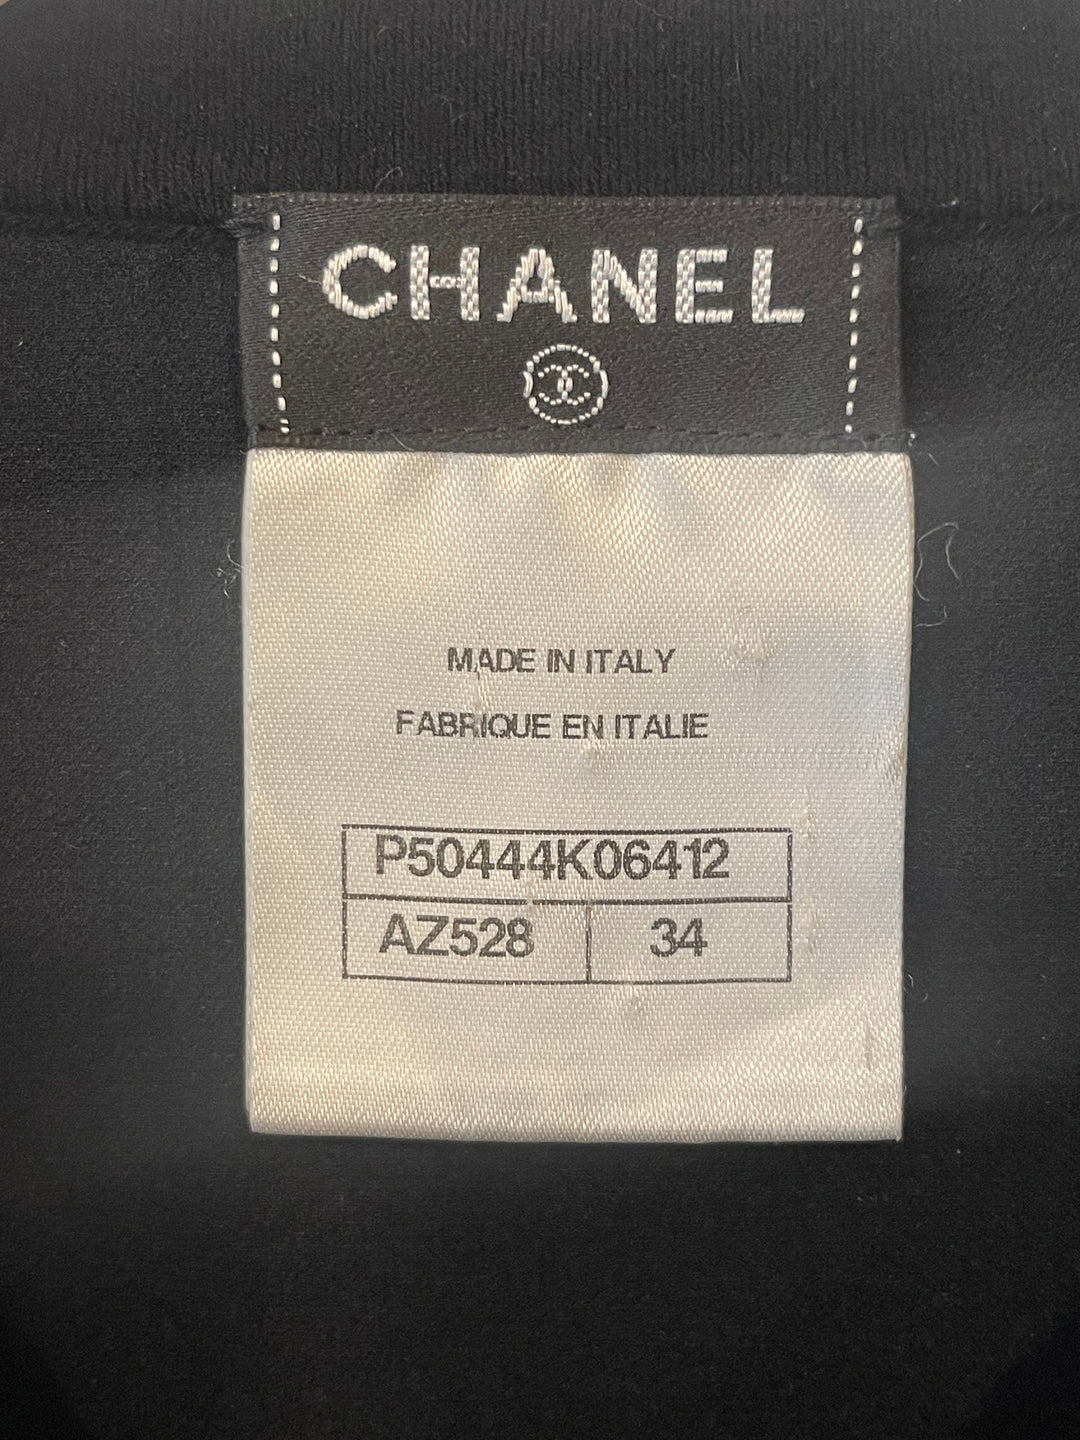 CHANEL
MADE IN ITALY
FABRIQUE EN ITALIE
P50444K06412
AZ528 34